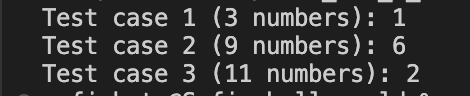 Test case 1 (3 numbers): 1
Test case 2 (9 numbers): 6
Test case 3 (11 numbers): 2